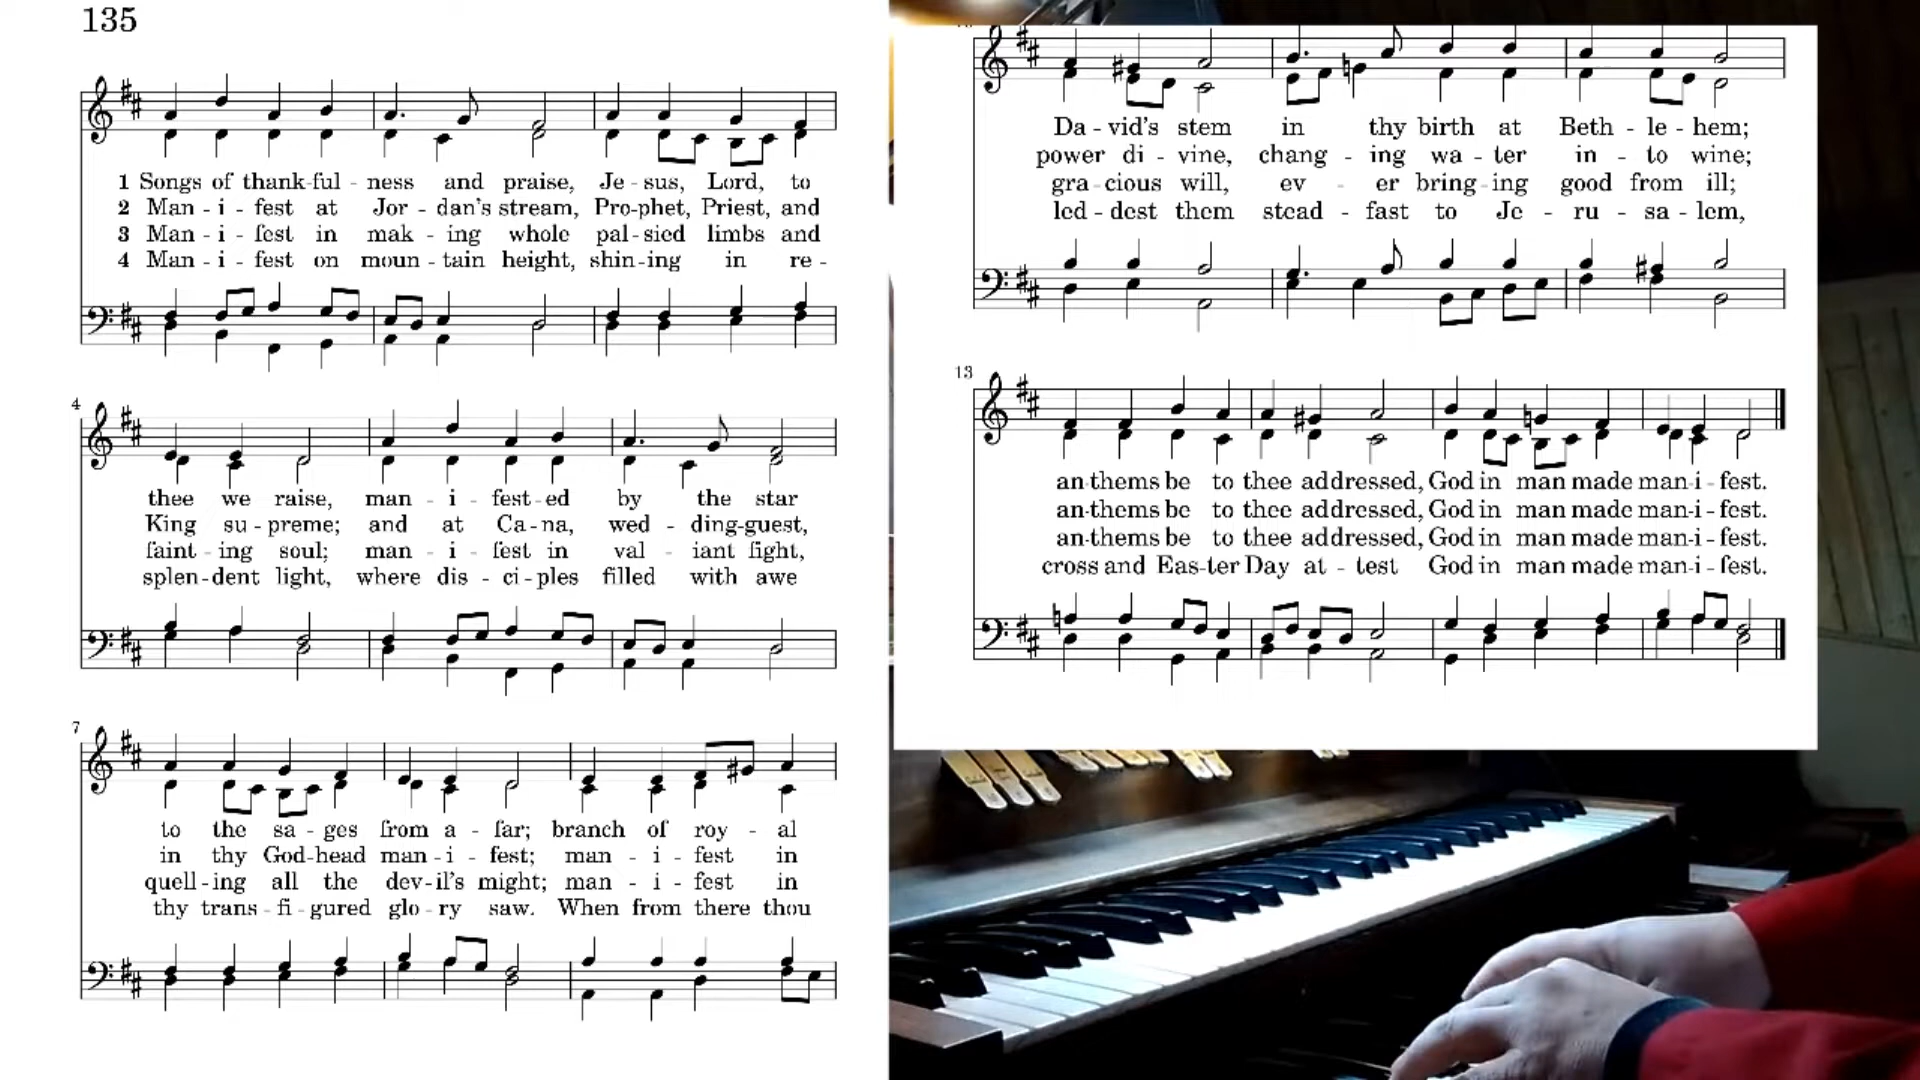 135
1 Songs of thank-ful - ness and praise, Je - sus, Lord, to
2 Man - i - fest at Jor - dan's stream, Pro-phet, Priest, and
3 Man - i - fest in mak - ing whole pal - sied limbs and
4 Man - i - fest on moun - tain height, shin - ing in re -
4
thee we raise, man - i - fest - ed by the star
King su - preme; and at Ca - na, wed - ding-guest,
faint - ing soul; man - i - fest in val - iant fight,
splen - dent light, where dis - ci - ples filled with awe
7
to the sa - ges from a - far; branch of roy - al
in thy God-head man - i - fest; man - i - fest in
quell - ing all the dev - il's might; man - i - fest in
thy trans - fi - gured glo - ry saw. When from there thou
Da - vid's stem in thy birth at Beth - le - hem;
power di - vine, chang - ing wa - ter in - to wine;
gra - cious will, ev - er bring - ing good from ill;
led - dest them stead - fast to Je - ru - sa - lem,
13
an-thems be to thee addressed, God in man made man-i-fest.
an-thems be to thee addressed, God in man made man-i-fest.
an-thems be to thee addressed, God in man made man-i-fest.
cross and Eas-ter Day at - test God in man made man-i-fest.